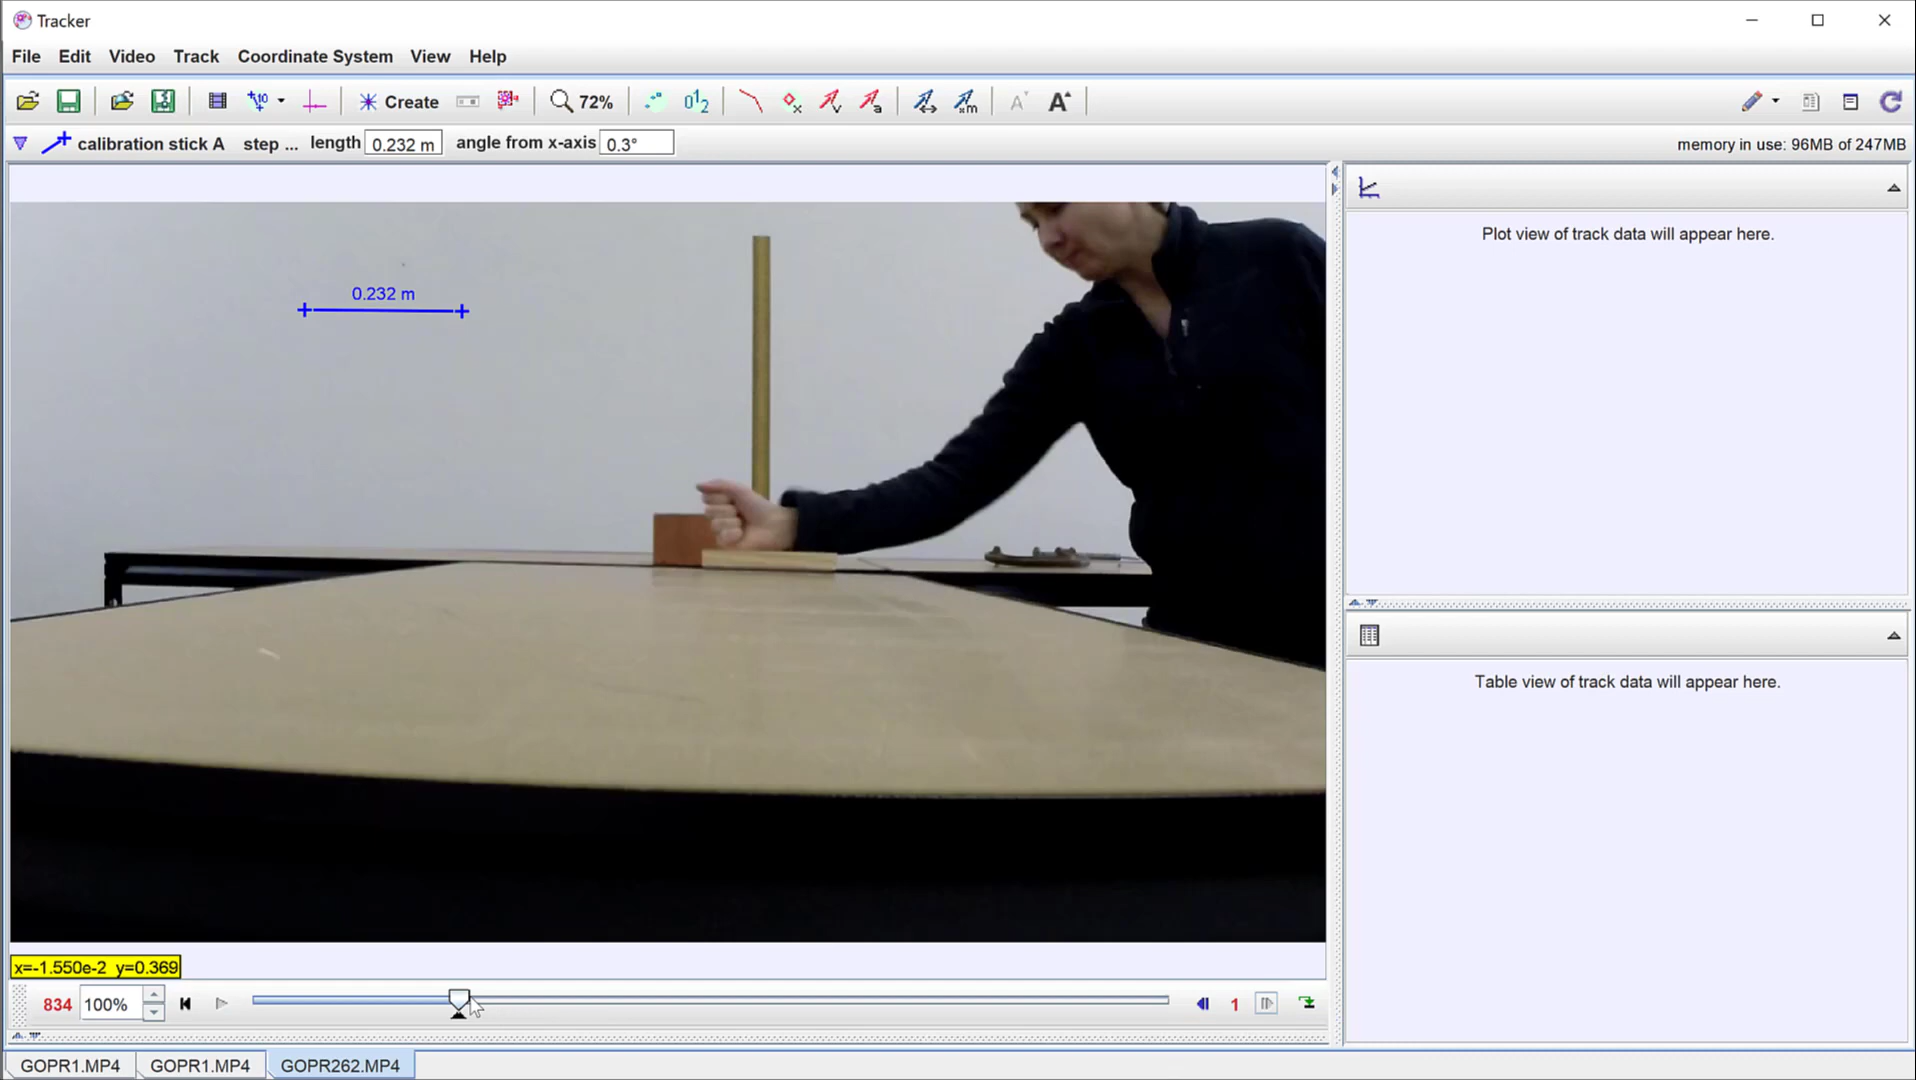 Tracker
File Edit Video Track Coordinate System View Help
Create 72%
calibration stick A step ... length 0.232 m angle from x-axis 0.3° memory in use: 96MB of 247MB
Plot view of track data will appear here.
0.232 m
Table view of track data will appear here.
x=-1.550e-2 y=0.369
834 100% 1
GOPR1.MP4 GOPR1.MP4 GOPR262.MP4